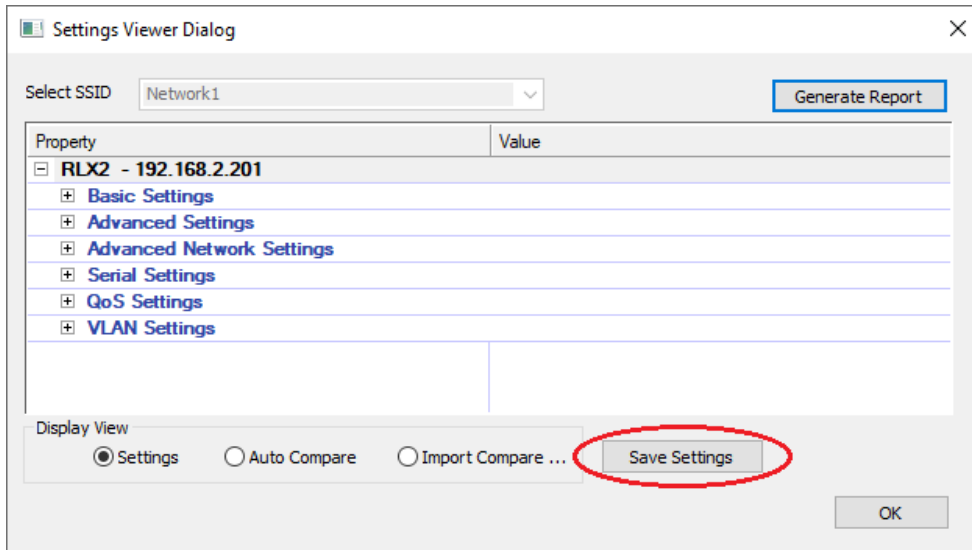 Settings Viewer Dialog
Select SSID Network1 Generate Report
Property Value
RLX2 - 192.168.2.201
Basic Settings
Advanced Settings
Advanced Network Settings
Serial Settings
QoS Settings
VLAN Settings
Display View
Settings Auto Compare Import Compare ... Save Settings
OK